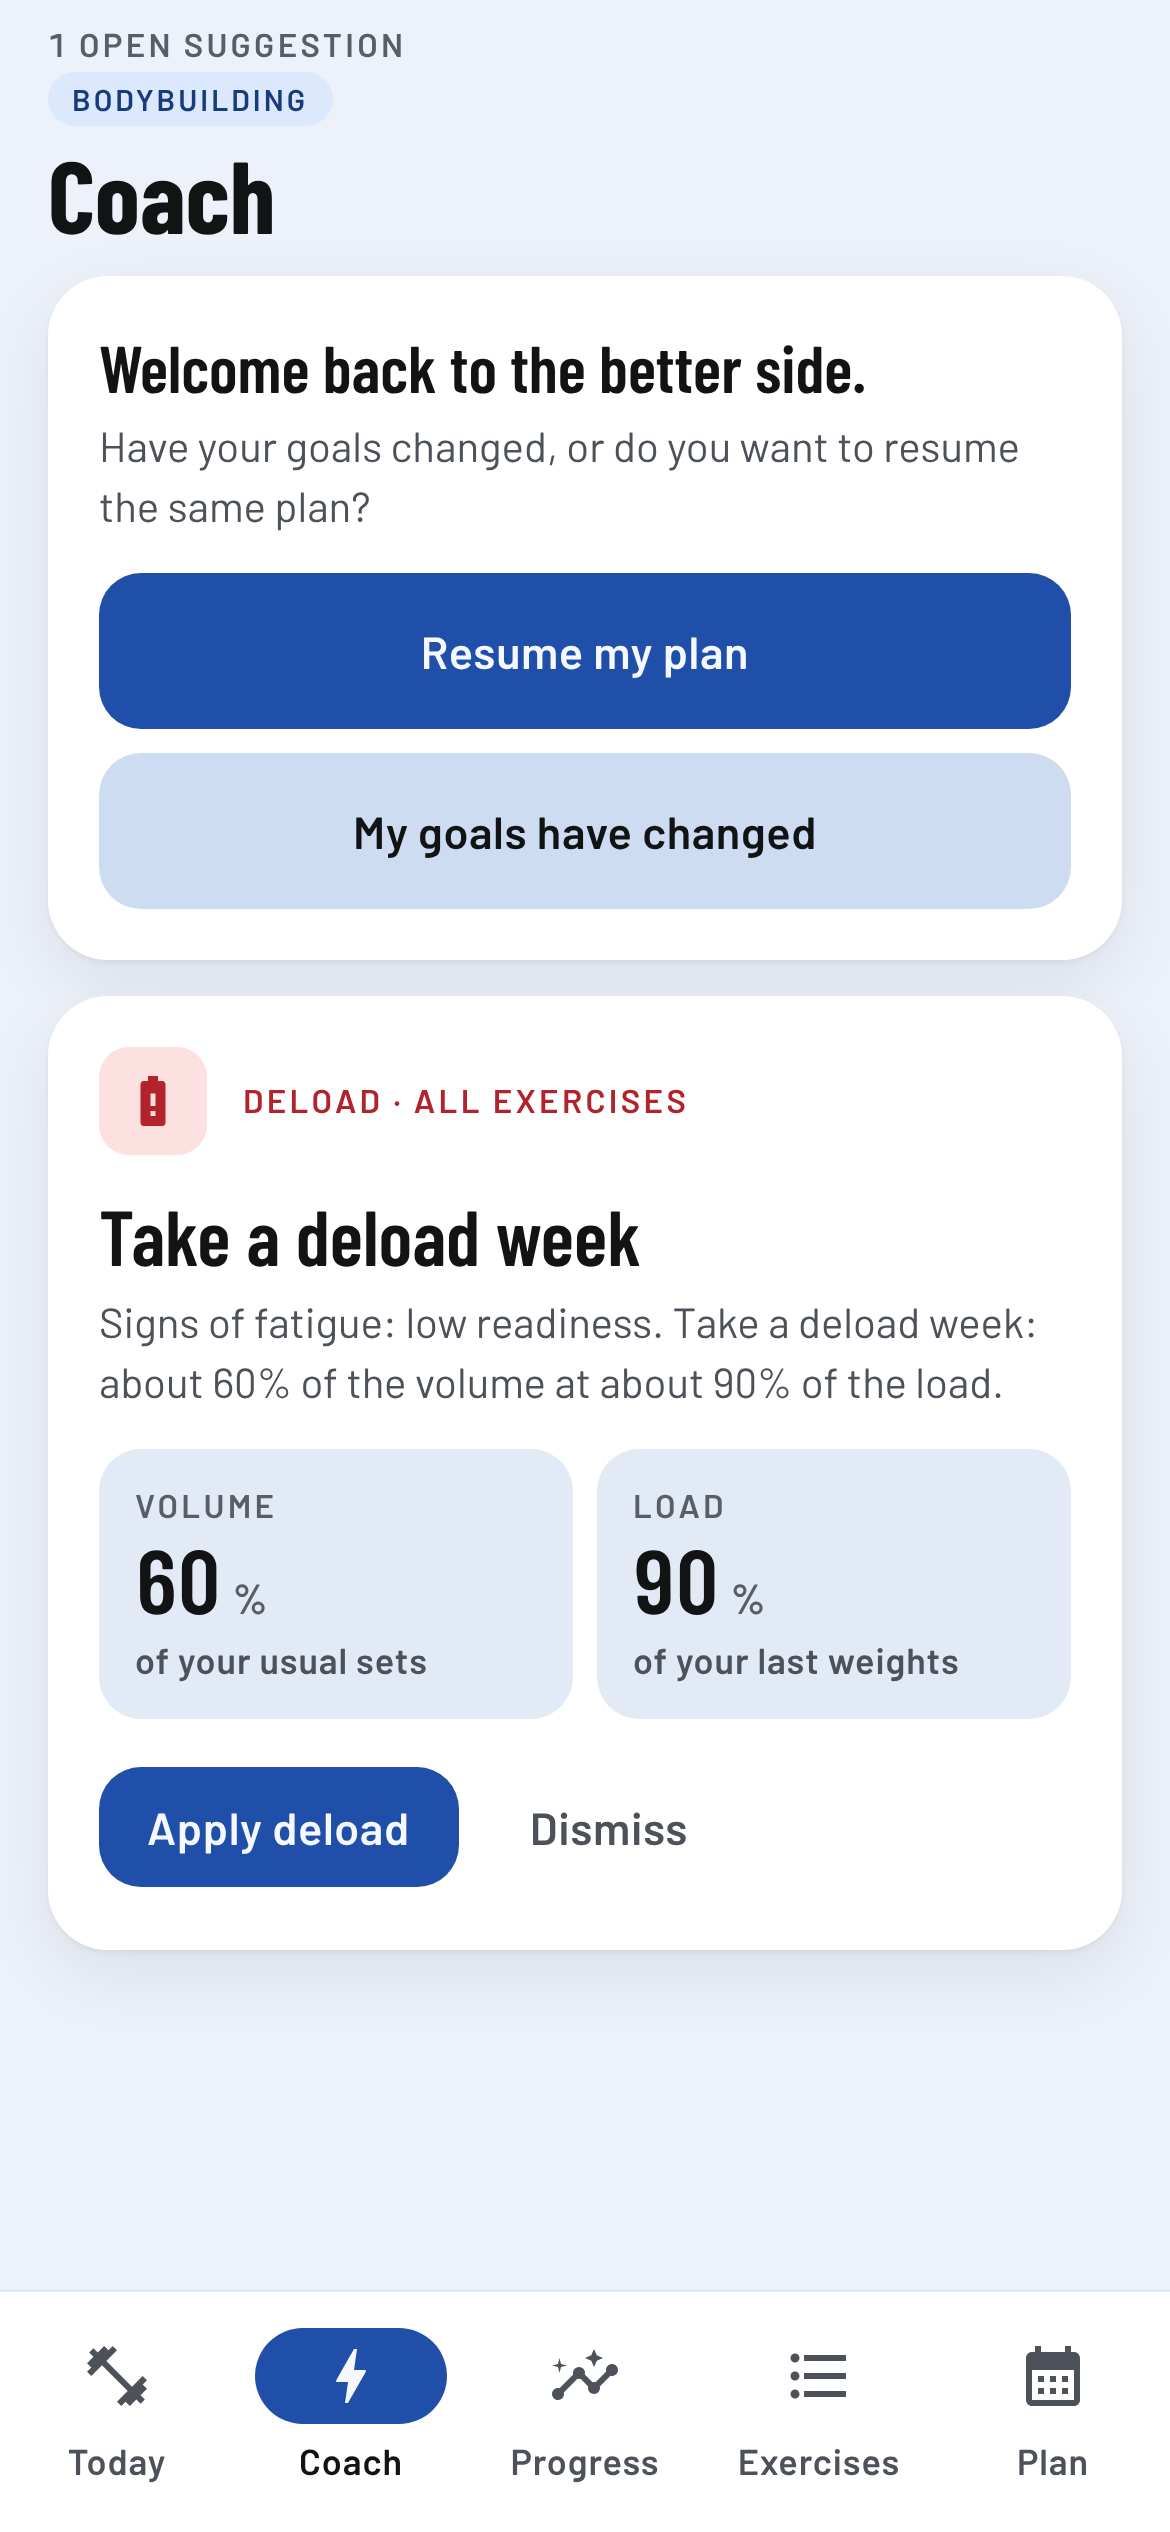 1 OPEN SUGGESTION
BODYBUILDING
Coach
Welcome back to the better side.
Have your goals changed, or do you want to resume
the same plan?
Resume my plan
My goals have changed
DELOAD · ALL EXERCISES
Take a deload week
Signs of fatigue: low readiness. Take a deload week:
about 60% of the volume at about 90% of the load.
VOLUME
60 %
of your usual sets
LOAD
90 %
of your last weights
Apply deload
Dismiss
Today
Coach
Progress
Exercises
Plan